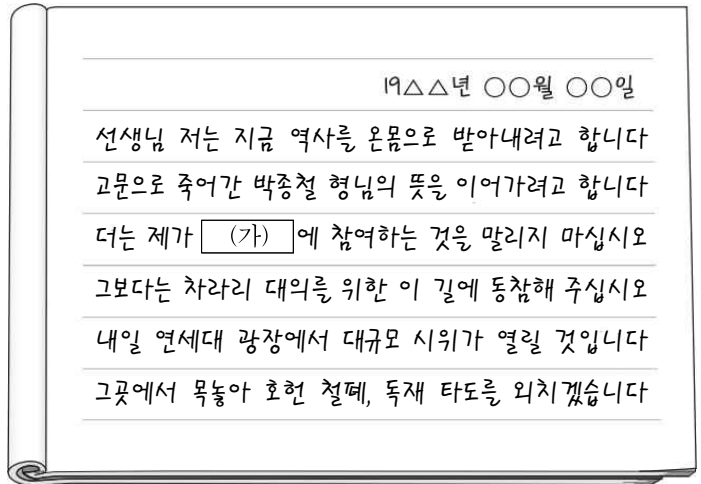 19△△년 ○○월 ○○일
선생님 저는 지금 역사를 온몸으로 받아내려고 합니다
고문으로 죽어간 박종철 형님의 뜻을 이어가려고 합니다
더는 제가 (가) 에 참여하는 것을 말리지 마십시오
그보다는 차라리 대의를 위한 이 길에 동참해 주십시오
내일 연세대 광장에서 대규모 시위가 열릴 것입니다
그곳에서 목놓아 호헌 철폐, 독재 타도를 외치겠습니다